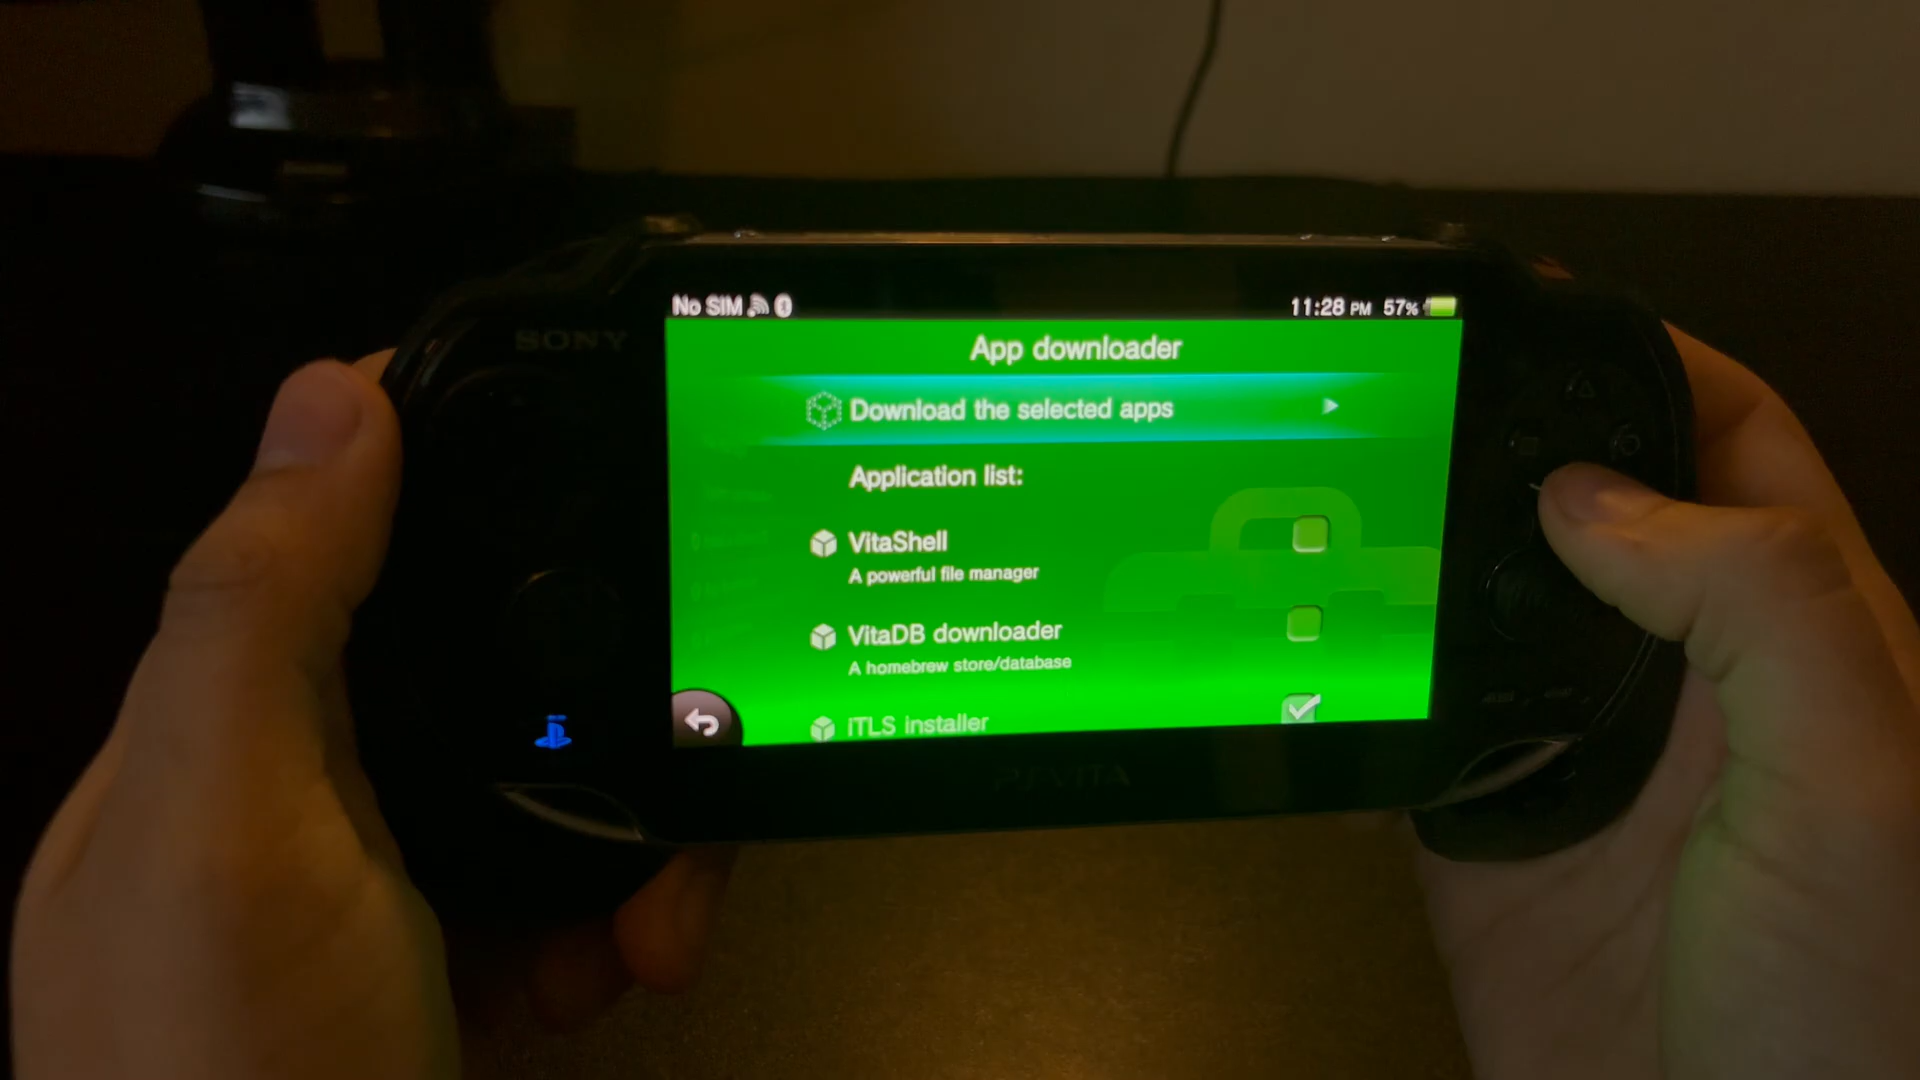 No SIM
11:28 PM 57%
SONY
App downloader
Download the selected apps
Application list:
VitaShell
A powerful file manager
VitaDB downloader
A homebrew store/database
iTLS installer
PSVITA